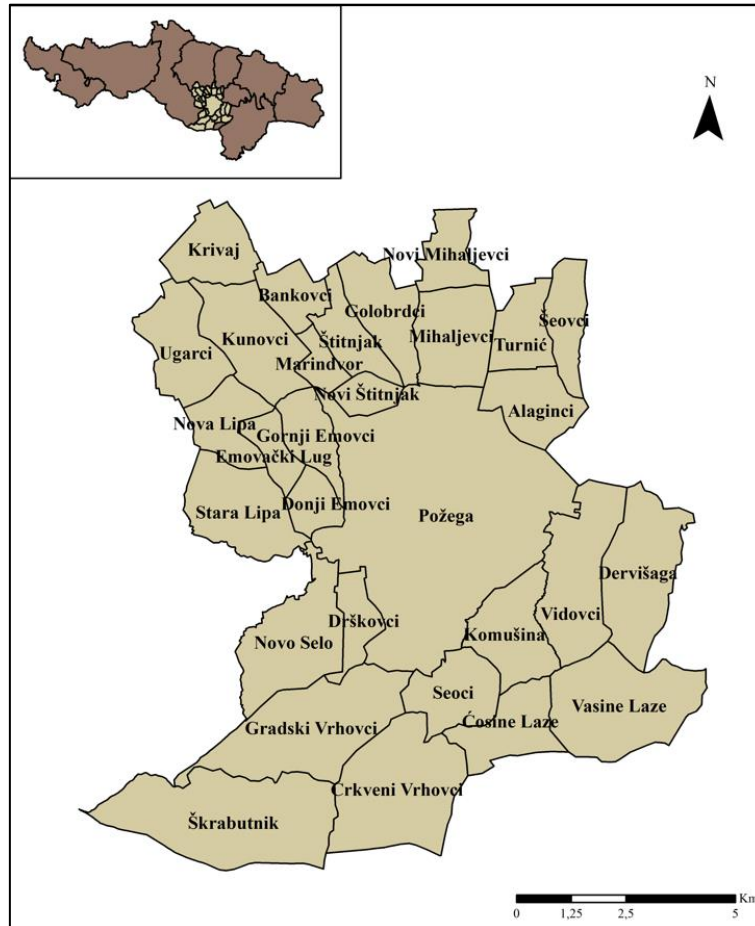 N
Krivaj
Novi Mihaljevci
Bankovci
Golobrdci
Šeovci
Ugarci
Kunovci
Štitnjak
Mihaljevci
Turnić
Marindvor
Novi Štitnjak
Alaginci
Nova Lipa
Gornji Emovci
Emovački Lug
Donji Emovci
Stara Lipa
Požega
Dervišaga
Vidovci
Drškovci
Komušina
Novo Selo
Seoci
Vasine Laze
Ćosine Laze
Gradski Vrhovci
Crkveni Vrhovci
Škrabutnik
Km
0 1,25 2,5 5